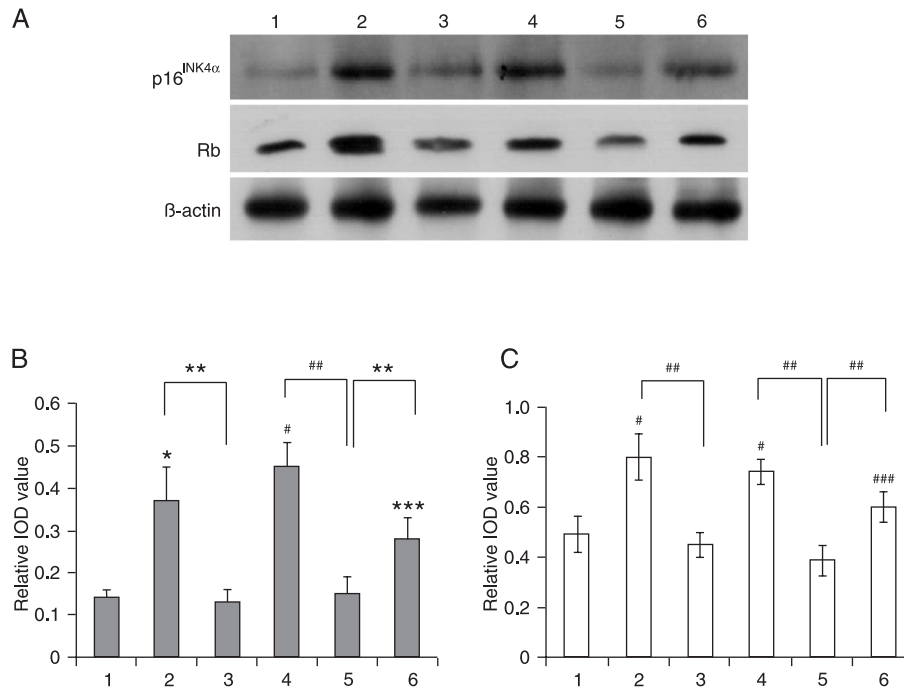 A
1 2 3 4 5 6
p16INK4α
Rb
ß-actin
B
** ## **
Relative IOD value
0.6
0.5
0.4
0.3
0.2
0.1
0
* # ***
1 2 3 4 5 6
C
## ## ##
Relative IOD value
1.0
0.8
0.6
0.4
0.2
0
# # ###
1 2 3 4 5 6